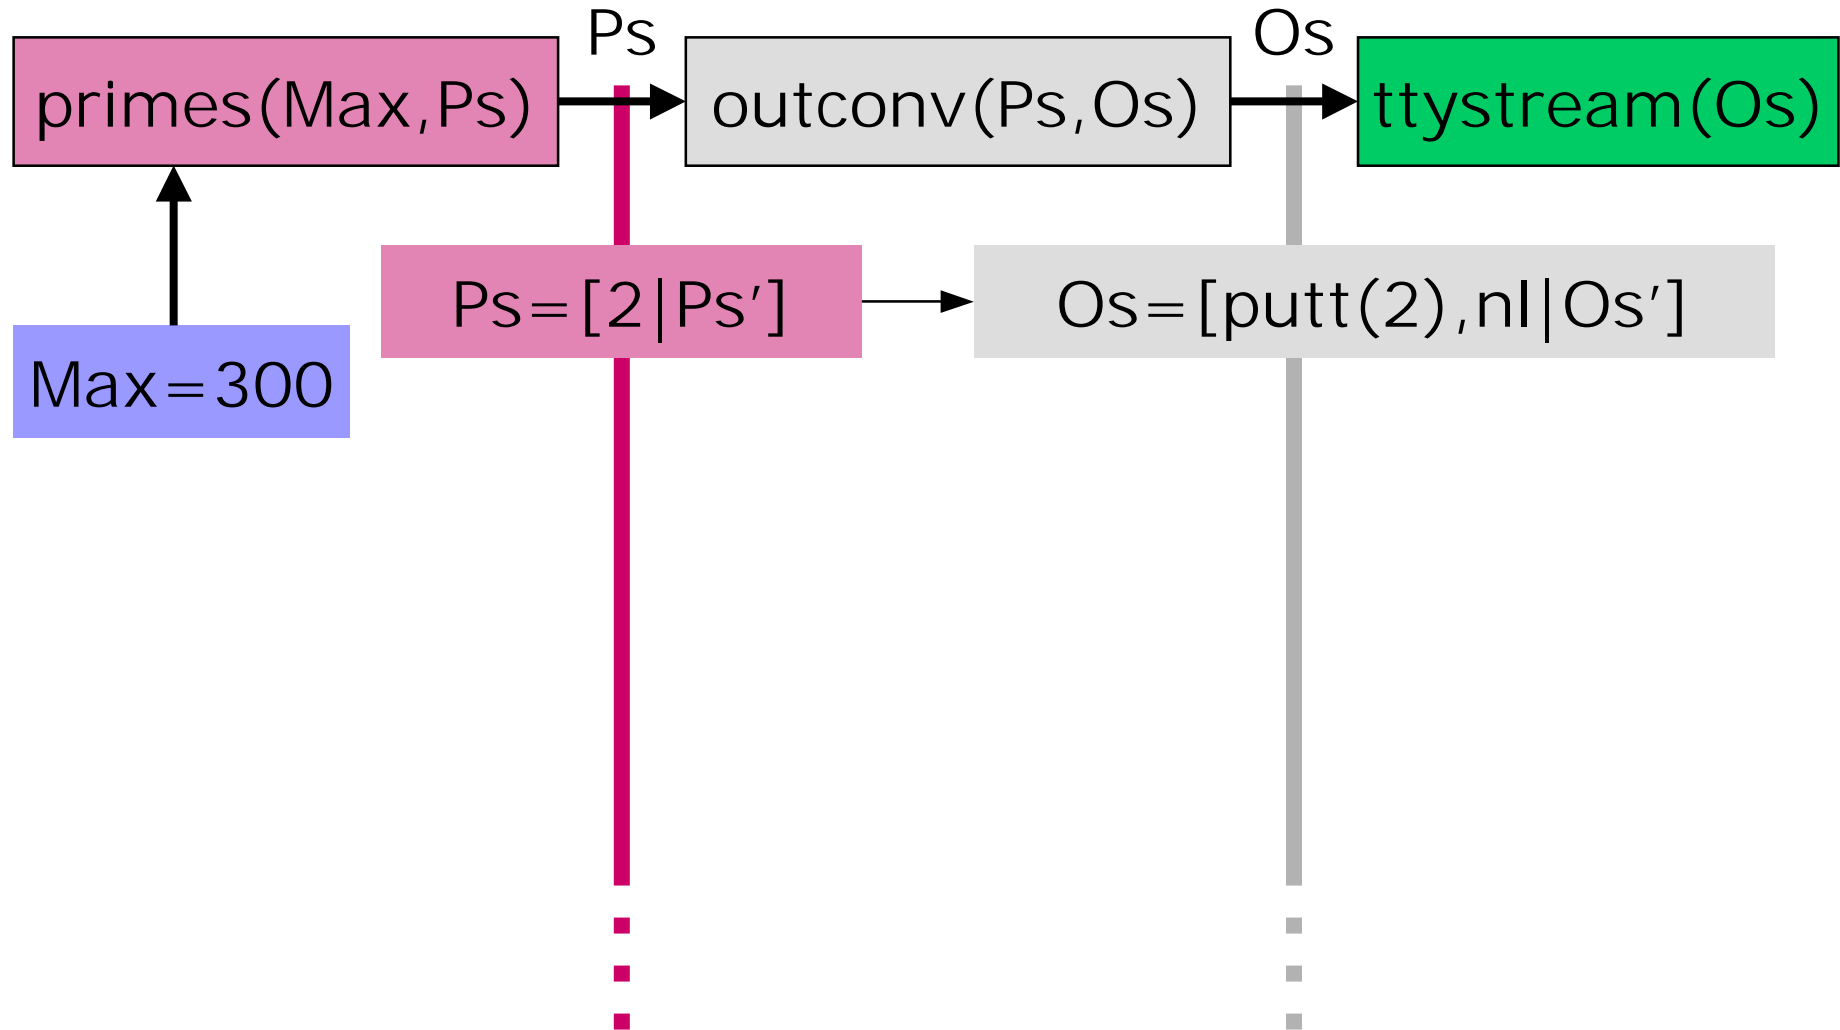 Ps
Os
primes(Max,Ps)
outconv(Ps,Os)
ttystream(Os)
Ps=[2|Ps′]
Os=[putt(2),nl|Os′]
Max=300